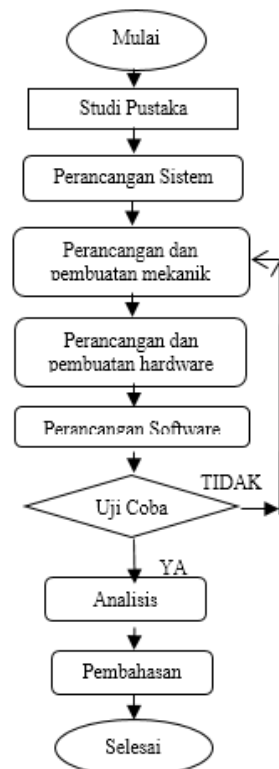 Mulai
Studi Pustaka
Perancangan Sistem
Perancangan dan
pembuatan mekanik
Perancangan dan
pembuatan hardware
Perancangan Software
TIDAK
Uji Coba
YA
Analisis
Pembahasan
Selesai